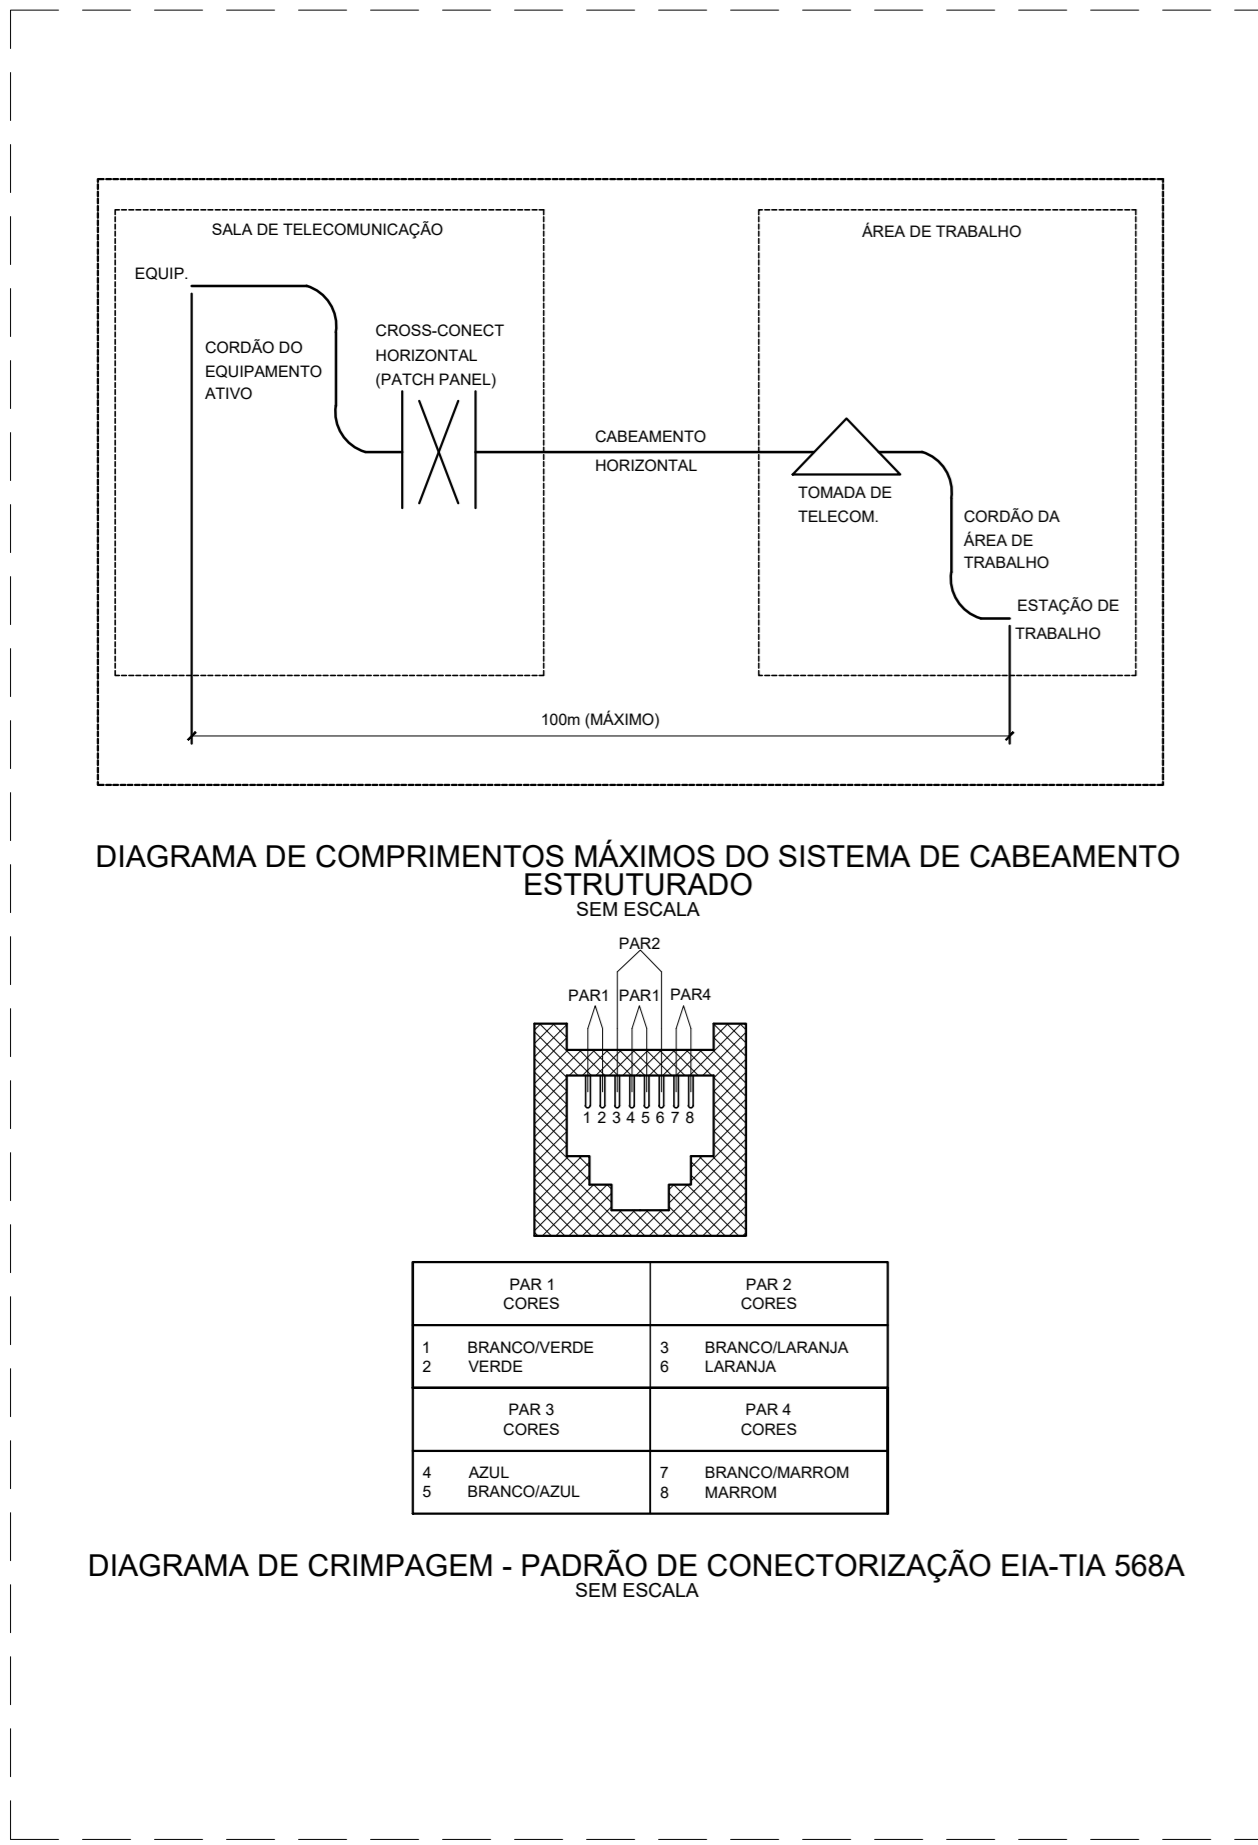 SALA DE TELECOMUNICAÇÃO
ÁREA DE TRABALHO
EQUIP.
CORDÃO DO
EQUIPAMENTO
ATIVO
CROSS-CONECT
HORIZONTAL
(PATCH PANEL)
CABEAMENTO
HORIZONTAL
TOMADA DE
TELECOM.
CORDÃO DA
ÁREA DE
TRABALHO
ESTAÇÃO DE
TRABALHO
100m (MÁXIMO)
DIAGRAMA DE COMPRIMENTOS MÁXIMOS DO SISTEMA DE CABEAMENTO
ESTRUTURADO
SEM ESCALA
PAR2
PAR1 PAR1 PAR4
1 2 3 4 5 6 7 8
PAR 1
CORES
PAR 2
CORES
1 BRANCO/VERDE
2 VERDE
3 BRANCO/LARANJA
6 LARANJA
PAR 3
CORES
PAR 4
CORES
4 AZUL
5 BRANCO/AZUL
7 BRANCO/MARROM
8 MARROM
DIAGRAMA DE CRIMPAGEM - PADRÃO DE CONECTORIZAÇÃO EIA-TIA 568A
SEM ESCALA